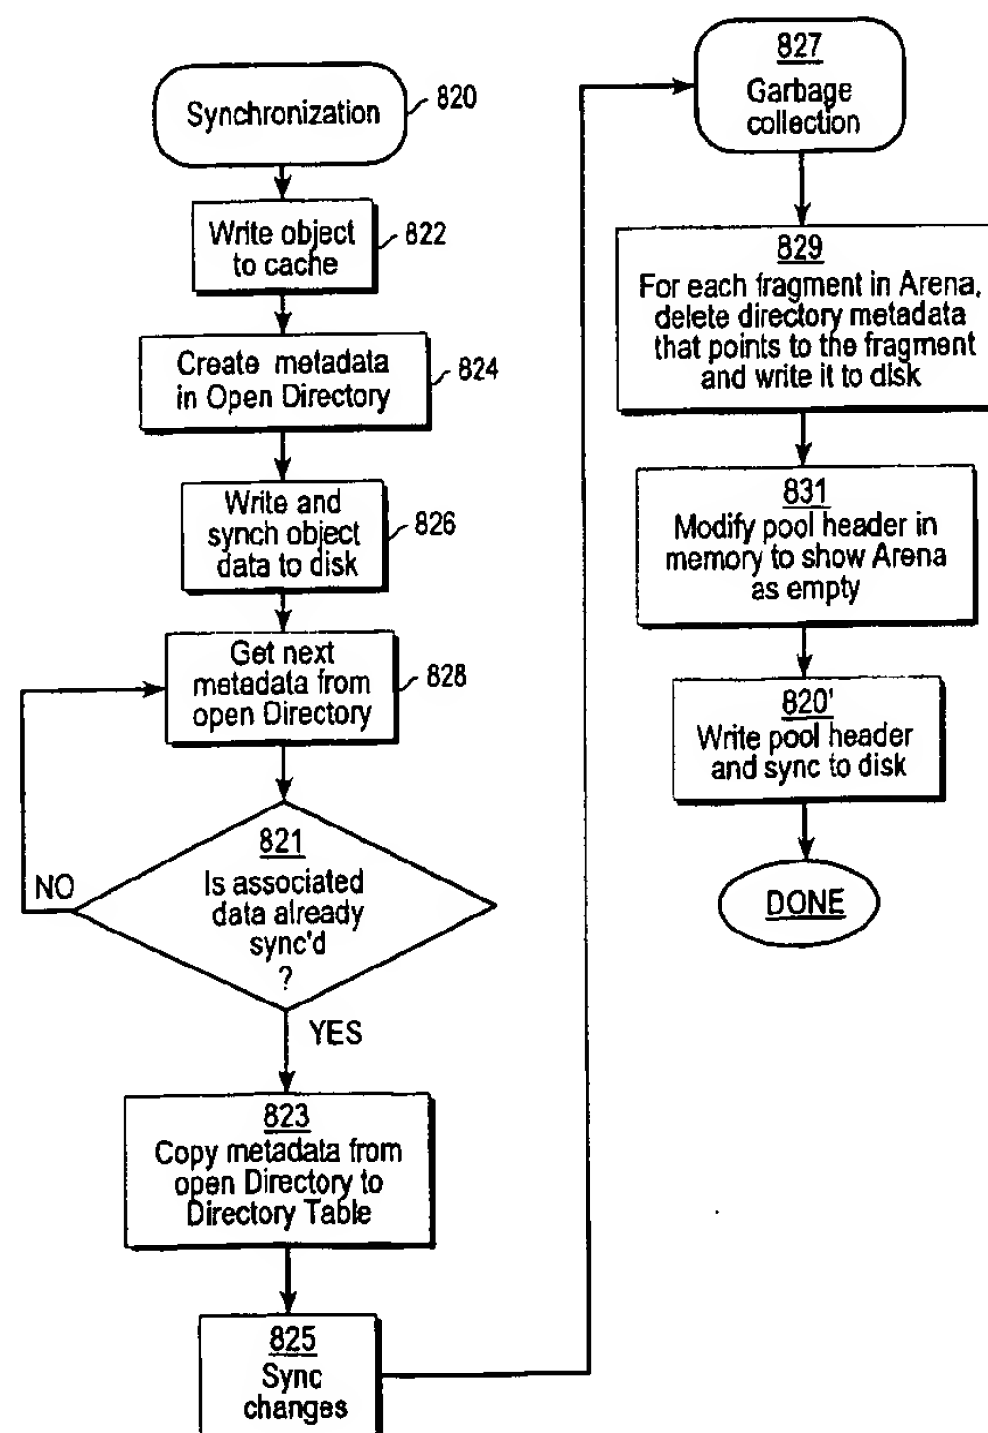 Synchronization
820
Write object
to cache
822
Create metadata
in Open Directory
824
Write and
synch object
data to disk
826
Get next
metadata from
open Directory
828
821
Is associated
data already
sync'd
?
NO
YES
823
Copy metadata from
open Directory to
Directory Table
825
Sync
changes
827
Garbage
collection
829
For each fragment in Arena,
delete directory metadata
that points to the fragment
and write it to disk
831
Modify pool header in
memory to show Arena
as empty
820'
Write pool header
and sync to disk
DONE